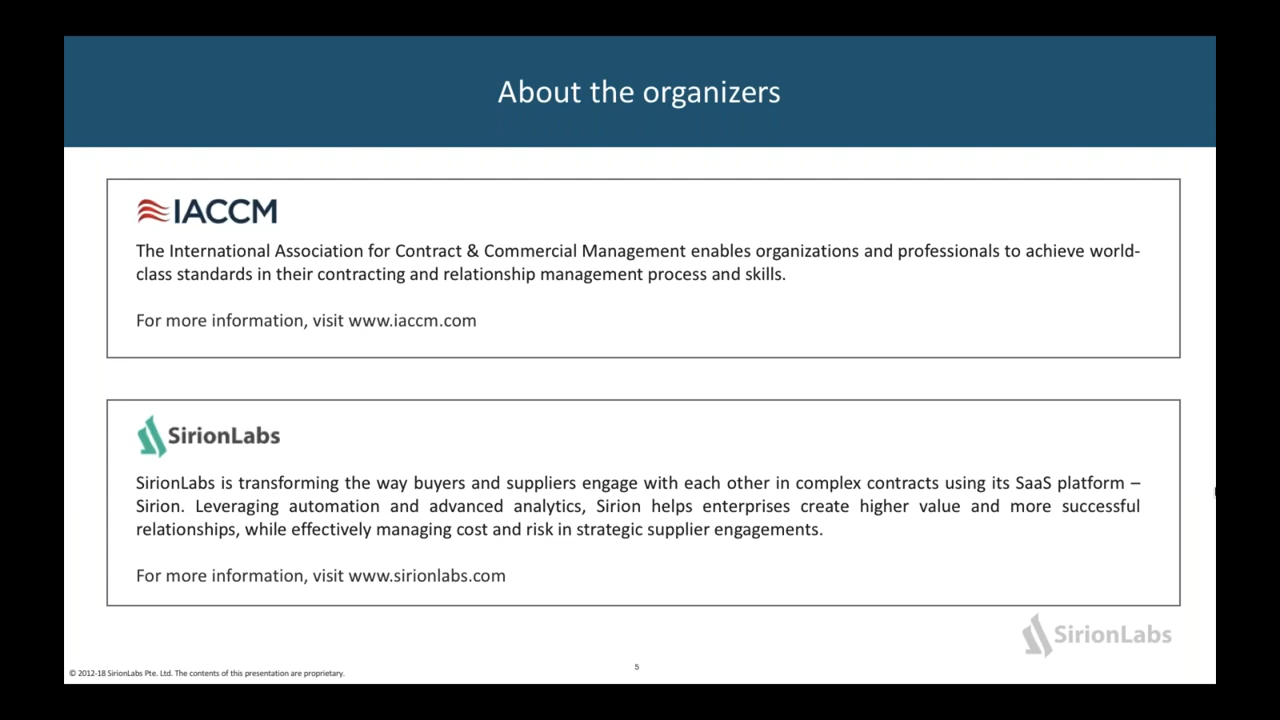 About the organizers
IACCM
The International Association for Contract & Commercial Management enables organizations and professionals to achieve world-
class standards in their contracting and relationship management process and skills.
For more information, visit www.iaccm.com
SirionLabs
SirionLabs is transforming the way buyers and suppliers engage with each other in complex contracts using its SaaS platform –
Sirion. Leveraging automation and advanced analytics, Sirion helps enterprises create higher value and more successful
relationships, while effectively managing cost and risk in strategic supplier engagements.
For more information, visit www.sirionlabs.com
SirionLabs
5
© 2012-18 SirionLabs Pte. Ltd. The contents of this presentation are proprietary.